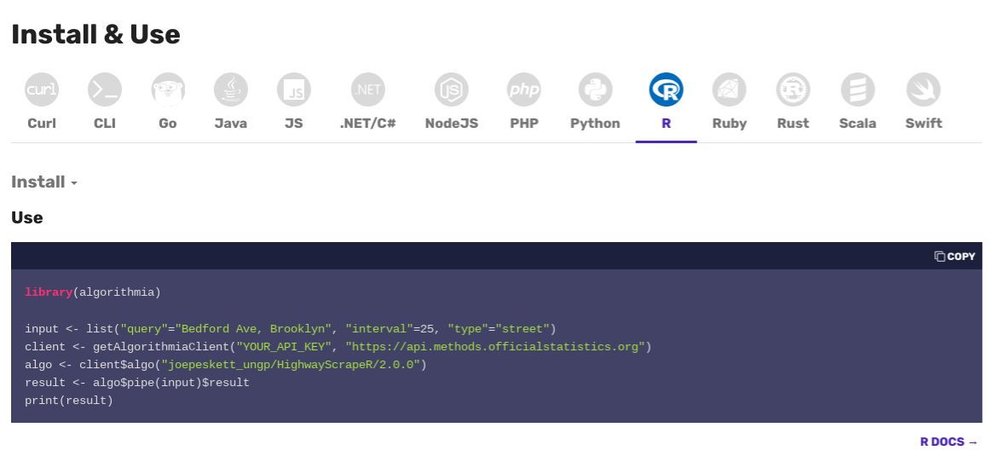 Install & Use
curl >_ .NET JS JS php R R
Curl CLI Go Java JS .NET/C# NodeJS PHP Python R Ruby Rust Scala Swift
Install
Use
COPY
library(algorithmia)
input <- list("query"="Bedford Ave, Brooklyn", "interval"=25, "type"="street")
client <- getAlgorithmiaClient("YOUR_API_KEY", "https://api.methods.officialstatistics.org")
algo <- client$algo("joepeskett_ungp/HighwayScrapeR/2.0.0")
result <- algo$pipe(input)$result
print(result)
R DOCS →